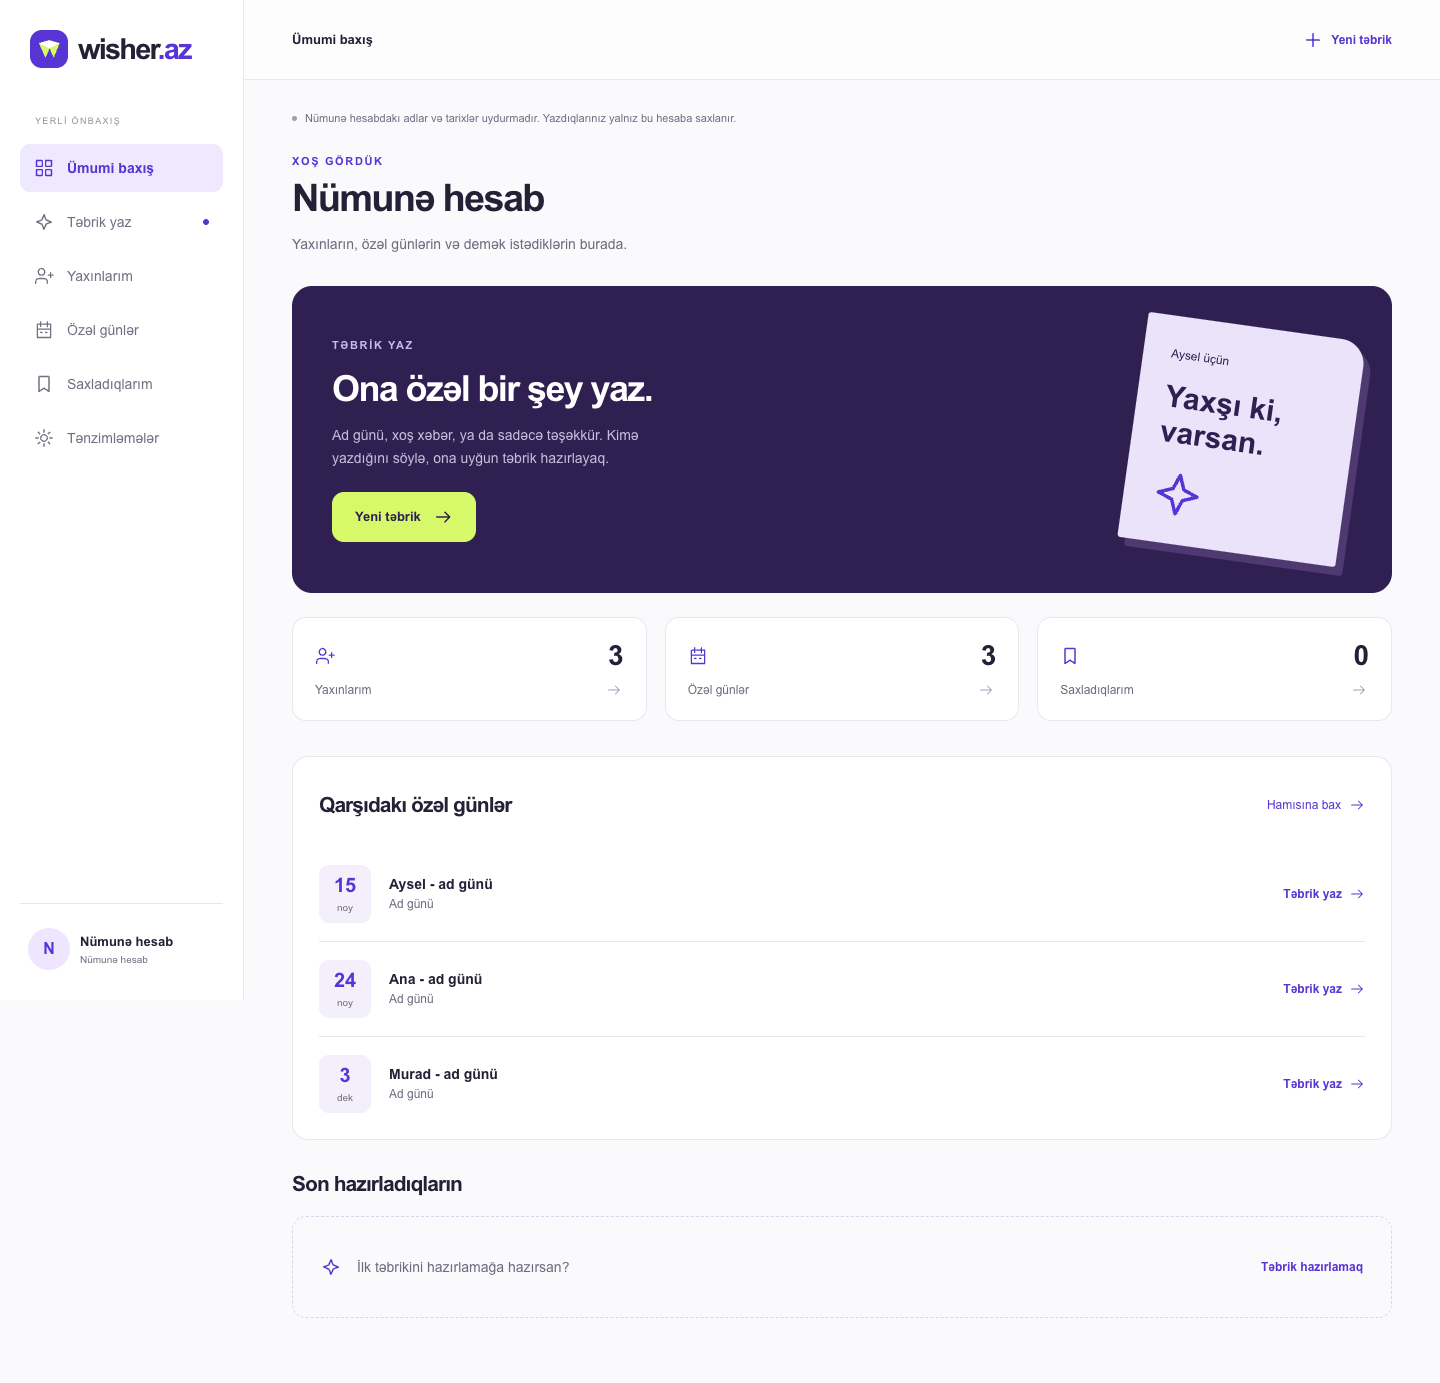 wisher.az
YERLİ ÖNBAXIŞ
Ümumi baxış
Təbrik yaz
Yaxınlarım
Özəl günlər
Saxladıqlarım
Tənzimləmələr
N
Nümunə hesab
Nümunə hesab
Ümumi baxış
Yeni təbrik
Nümunə hesabdakı adlar və tarixlər uydurmadır. Yazdıqlarınız yalnız bu hesaba saxlanır.
XOŞ GÖRDÜK
Nümunə hesab
Yaxınların, özəl günlərin və demək istədiklərin burada.
TƏBRİK YAZ
Ona özəl bir şey yaz.
Ad günü, xoş xəbər, ya da sadəcə təşəkkür. Kimə
yazdığını söylə, ona uyğun təbrik hazırlayaq.
Yeni təbrik
Aysel üçün
Yaxşı ki,
varsan.
3
Yaxınlarım
3
Özəl günlər
0
Saxladıqlarım
Qarşıdakı özəl günlər
Hamısına bax
15
noy
Aysel - ad günü
Ad günü
Təbrik yaz
24
noy
Ana - ad günü
Ad günü
Təbrik yaz
3
dek
Murad - ad günü
Ad günü
Təbrik yaz
Son hazırladıqların
İlk təbrikini hazırlamağa hazırsan?
Təbrik hazırlamaq